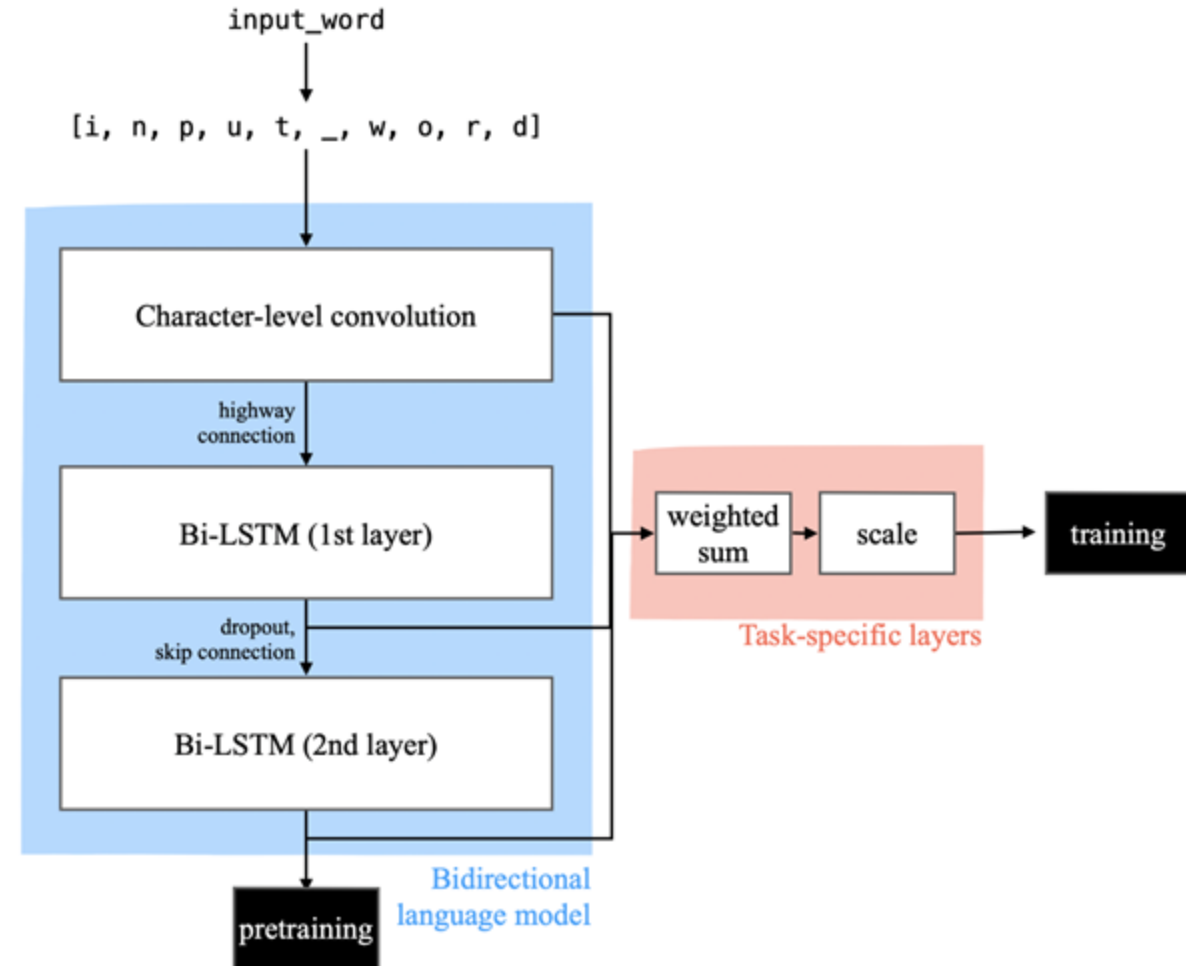 input_word
[i, n, p, u, t, _, w, o, r, d]
Character-level convolution
highway
connection
Bi-LSTM (1st layer)
dropout,
skip connection
Bi-LSTM (2nd layer)
pretraining
Bidirectional
language model
weighted
sum
scale
Task-specific layers
training